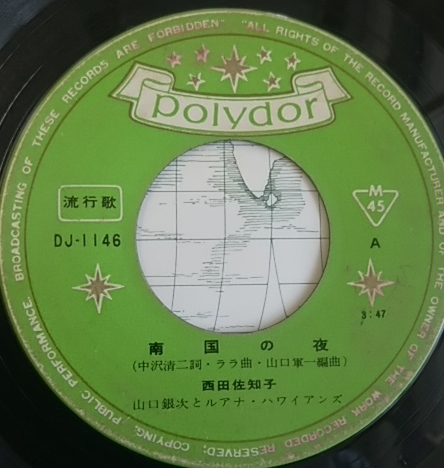 BROADCASTING OF THESE RECORDS ARE FORBIDDEN" "ALL RIGHTS OF THE RECORD MANUFACTURER AND OF THE OWNER OF THE WORK RECORDED RESERVED. COPYING, PUBLIC PERFORMANCE,
polydor
流行歌
M
45
DJ-1146
A
3:47
南国の夜
(中沢清二詞・ララ曲・山口軍一編曲)
西田佐知子
山口銀次とルアナ・ハワイアンズ